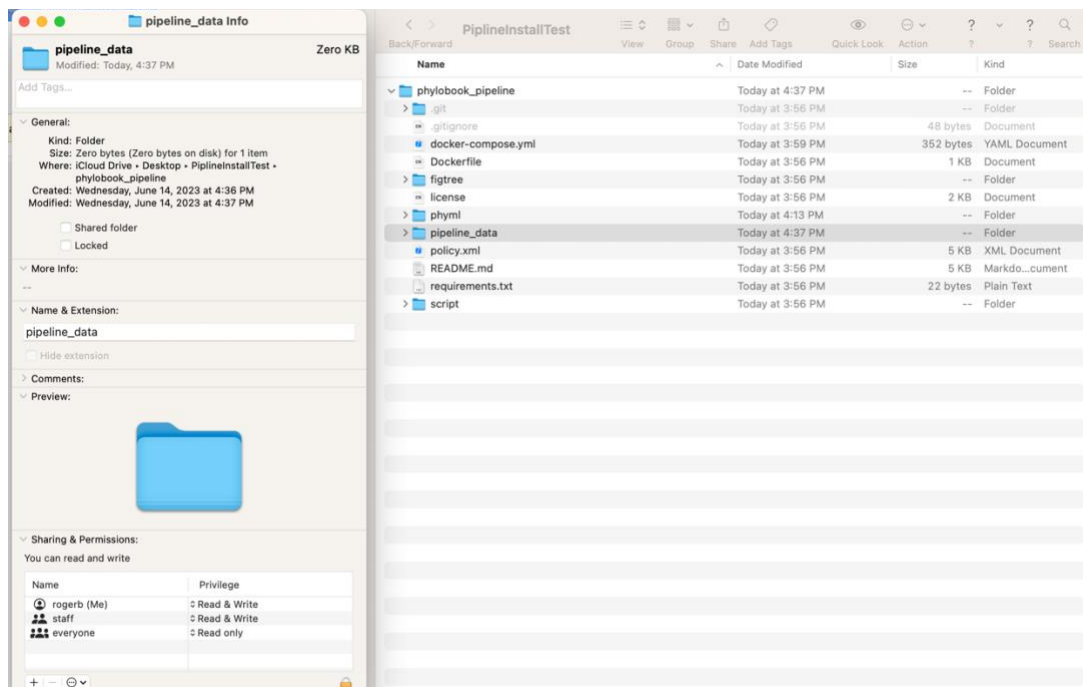 pipeline_data Info
pipeline_data
Zero KB
Modified: Today, 4:37 PM
Add Tags...
General:
Kind: Folder
Size: Zero bytes (Zero bytes on disk) for 1 item
Where: iCloud Drive ▸ Desktop ▸ PiplineInstallTest ▸
phylobook_pipeline
Created: Wednesday, June 14, 2023 at 4:36 PM
Modified: Wednesday, June 14, 2023 at 4:37 PM
Shared folder
Locked
More Info:
--
Name & Extension:
pipeline_data
Hide extension
Comments:
Preview:
Sharing & Permissions:
You can read and write
Name Privilege
rogerb (Me) Read & Write
staff Read & Write
everyone Read only
PiplineInstallTest
Back/Forward View Group Share Add Tags Quick Look Action ? ? Search
Name Date Modified Size Kind
phylobook_pipeline Today at 4:37 PM -- Folder
.git Today at 3:56 PM -- Folder
.gitignore Today at 3:56 PM 48 bytes Document
docker-compose.yml Today at 3:59 PM 352 bytes YAML Document
Dockerfile Today at 3:56 PM 1 KB Document
figtree Today at 3:56 PM -- Folder
license Today at 3:56 PM 2 KB Document
phyml Today at 4:13 PM -- Folder
pipeline_data Today at 4:37 PM -- Folder
policy.xml Today at 3:56 PM 5 KB XML Document
README.md Today at 3:56 PM 5 KB Markdo...cument
requirements.txt Today at 3:56 PM 22 bytes Plain Text
script Today at 3:56 PM -- Folder